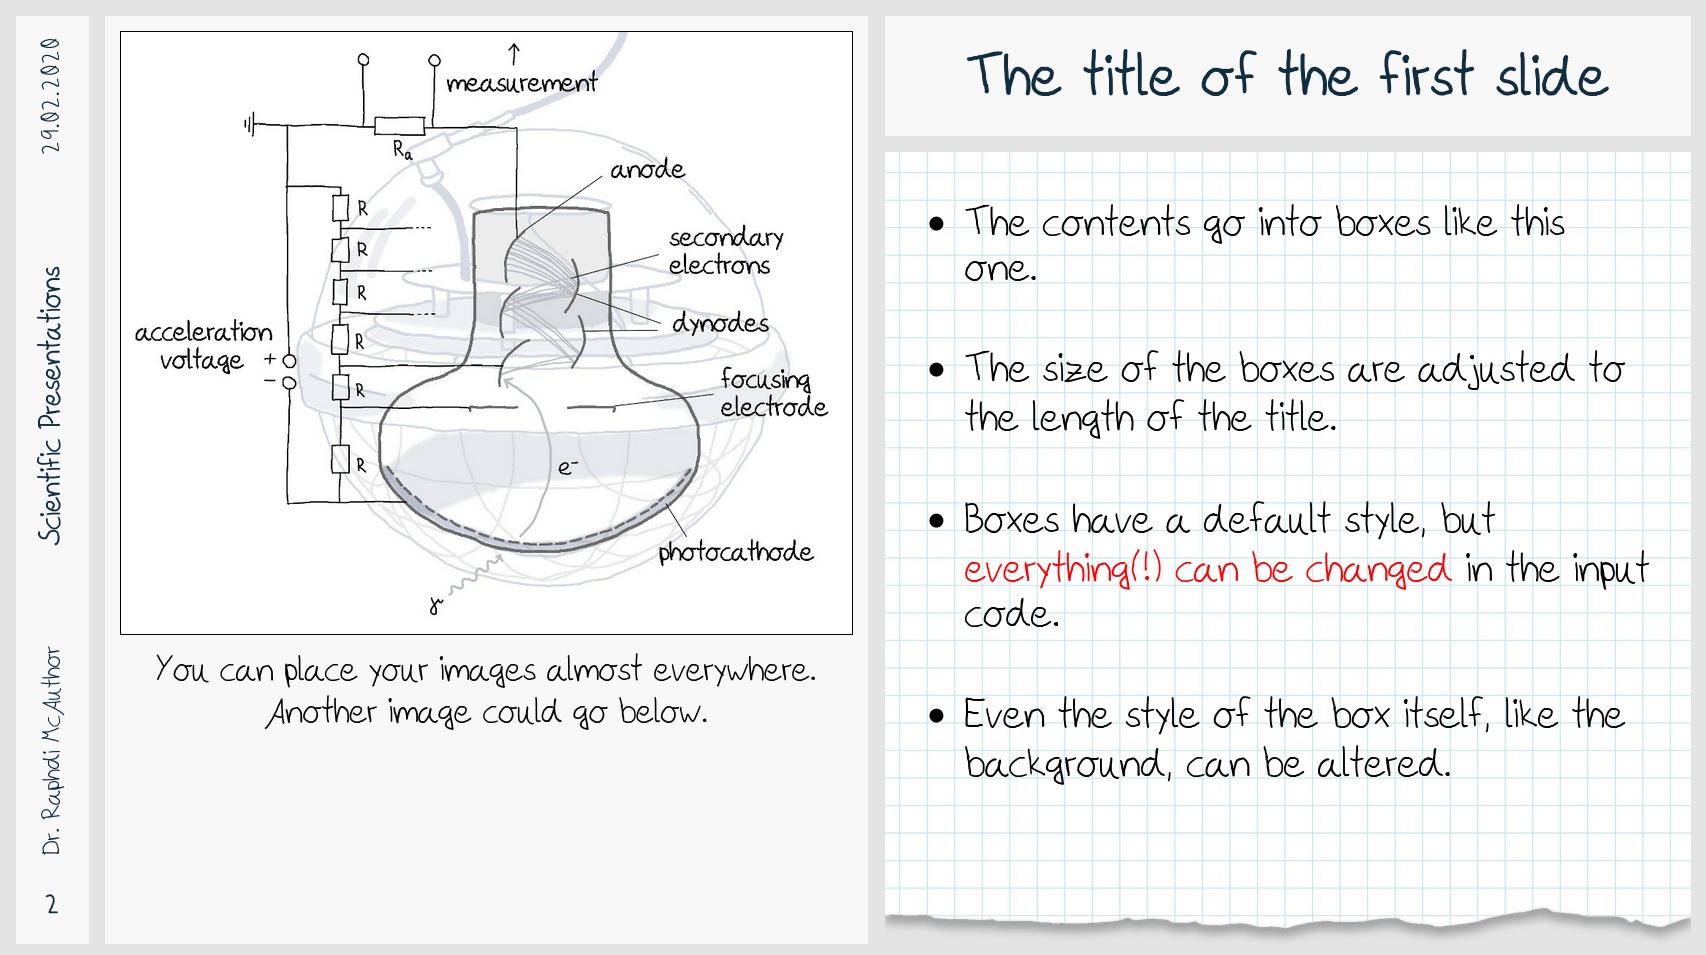 29.02.2020
Scientific Presentations
Dr. Raphdi McAuthor
2
measurement
Ra
anode
R
secondary
electrons
R
R
dynodes
acceleration
voltage
+
−
R
R
focusing
electrode
R
e⁻
photocathode
γ
You can place your images almost everywhere.
Another image could go below.
The title of the first slide
• The contents go into boxes like this
one.
• The size of the boxes are adjusted to
the length of the title.
• Boxes have a default style, but
everything(!) can be changed in the input
code.
• Even the style of the box itself, like the
background, can be altered.